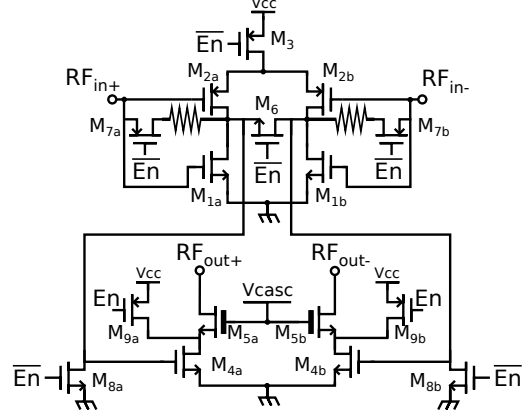 Vcc
En M3
M2a M2b
RFin+ RFin-
M6
M7a M7b
En En En
M1a M1b
RFout+ RFout-
Vcc Vcasc Vcc
En En
M9a M5a M5b M9b
En M4a M4b En
M8a M8b